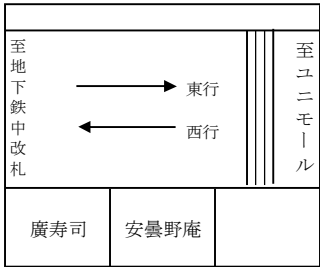 至地下鉄中改札
東行
西行
至ユニモール
廣寿司
安曇野庵